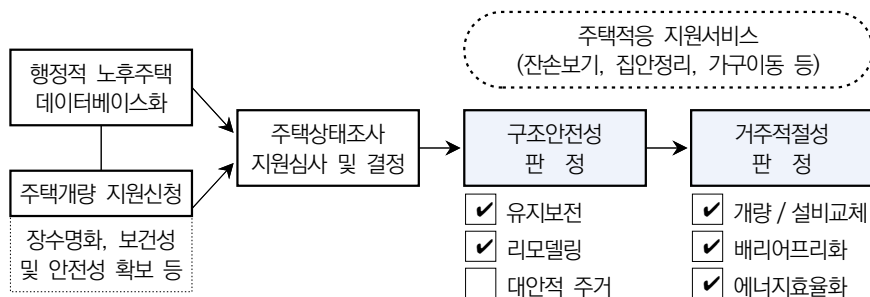 주택적응 지원서비스
(잔손보기, 집안정리, 가구이동 등)
행정적 노후주택
데이터베이스화
주택개량 지원신청
장수명화, 보건성
및 안전성 확보 등
주택상태조사
지원심사 및 결정
구조안전성
판 정
✔ 유지보전
✔ 리모델링
대안적 주거
거주적절성
판 정
✔ 개량 / 설비교체
✔ 배리어프리화
✔ 에너지효율화